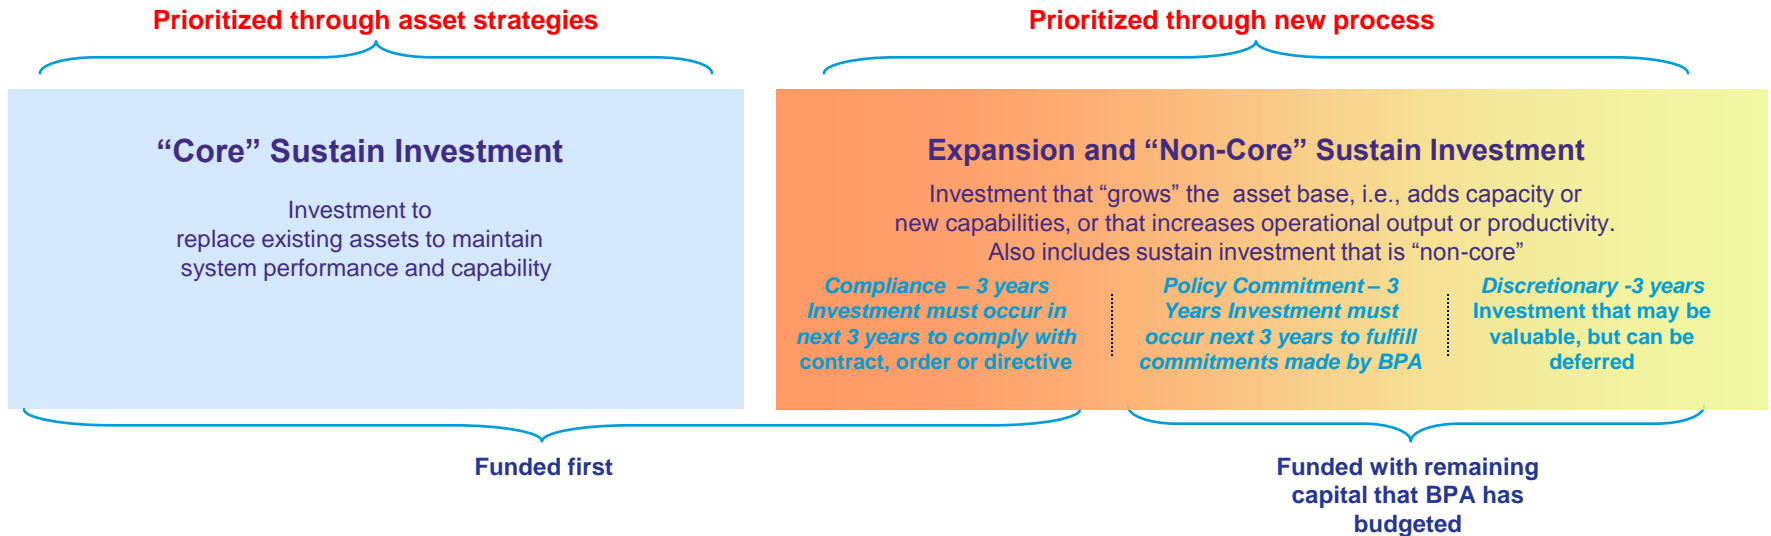 Prioritized through asset strategies
Prioritized through new process
“Core” Sustain Investment
Investment to
replace existing assets to maintain
system performance and capability
Expansion and “Non-Core” Sustain Investment
Investment that “grows” the  asset base, i.e., adds capacity or
new capabilities, or that increases operational output or productivity.
Also includes sustain investment that is “non-core”
Compliance  – 3 years
Investment must occur in
next 3 years to comply with
contract, order or directive
Policy Commitment – 3
Years Investment must
occur next 3 years to fulfill
commitments made by BPA
Discretionary -3 years
Investment that may be
valuable, but can be
deferred
Funded first
Funded with remaining
capital that BPA has
budgeted